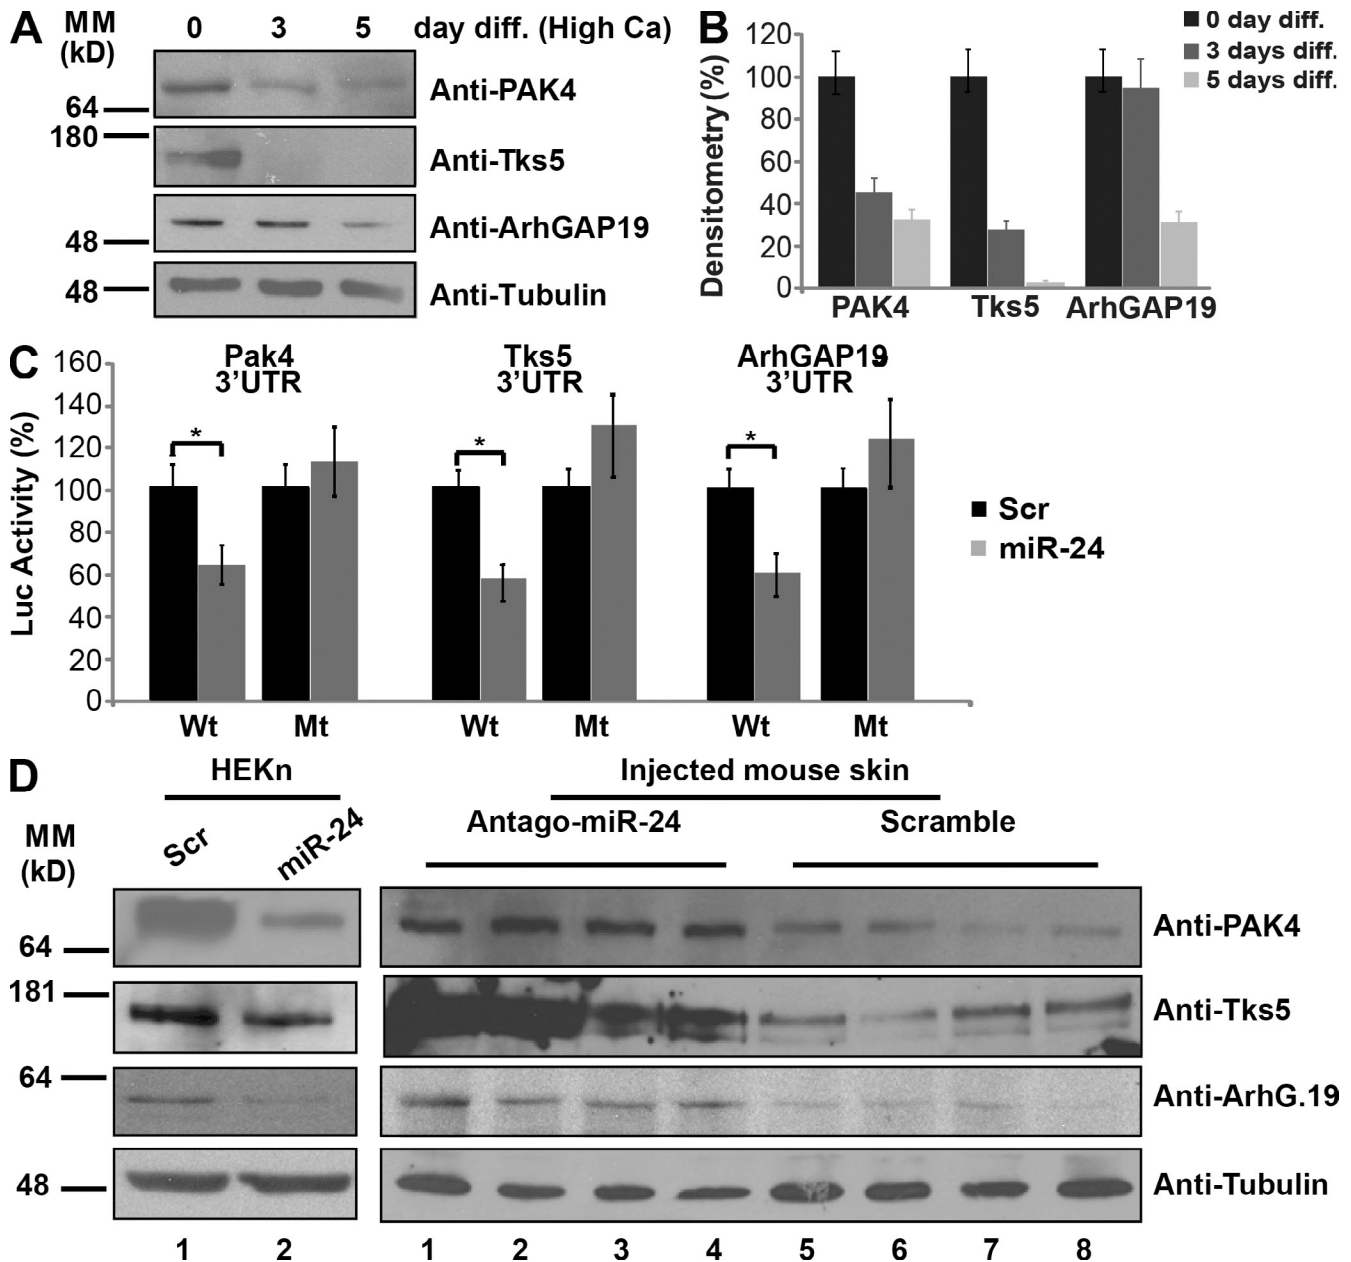 A
MM (kD)
0 3 5 day diff. (High Ca)
Anti-PAK4
64
180
Anti-Tks5
Anti-ArhGAP19
48
48
Anti-Tubulin
B
0 day diff.
3 days diff.
5 days diff.
Densitometry (%)
120
100
80
60
40
20
0
PAK4 Tks5 ArhGAP19
C
Luc Activity (%)
160
140
120
100
80
60
40
20
0
Pak4
3'UTR
Tks5
3'UTR
ArhGAP19
3'UTR
*
*
*
Scr
miR-24
Wt Mt Wt Mt Wt Mt
D
HEKn
Injected mouse skin
MM
(kD)
Scr miR-24
Antago-miR-24 Scramble
64
Anti-PAK4
181
Anti-Tks5
64
Anti-ArhG.19
48
Anti-Tubulin
1 2 1 2 3 4 5 6 7 8